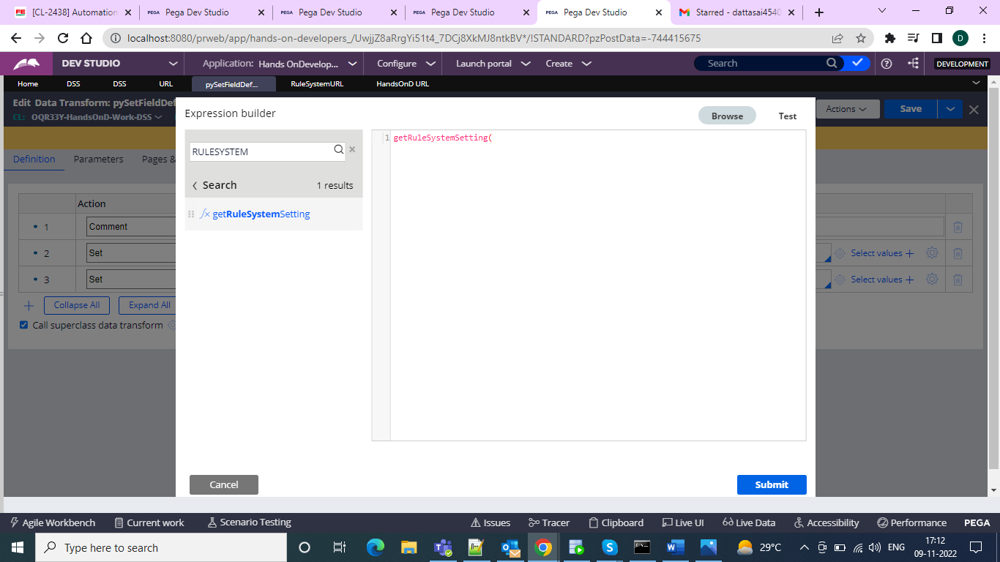 [CL-2438] Automation
Pega Dev Studio
Pega Dev Studio
Pega Dev Studio
Pega Dev Studio
Starred - dattasai4540
localhost:8080/prweb/app/hands-on-developers_/UwjjZ8aRrgYi51t4_7DCj8XkMJ8ntkBV*/!STANDARD?pzPostData=-744415675
DEV STUDIO
Application: Hands OnDevelop...
Configure
Launch portal
Create
Search
DEVELOPMENT
Home
DSS
DSS
URL
pySetFieldDef...
RuleSystemURL
HandsOnD URL
Edit Data Transform: pySetFieldDef
CL: OQR33Y-HandsOnD-Work-DSS
Actions
Save
Expression builder
Browse
Test
RULESYSTEM
Search
1 results
getRuleSystemSetting
1 getRuleSystemSetting(
Definition
Parameters
Pages &
Action
1 Comment
2 Set
Select values
3 Set
Select values
Collapse All
Expand All
Call superclass data transform
Cancel
Submit
Agile Workbench
Current work
Scenario Testing
Issues
Tracer
Clipboard
Live UI
Live Data
Accessibility
Performance
PEGA
Type here to search
29°C
ENG
17:12
09-11-2022